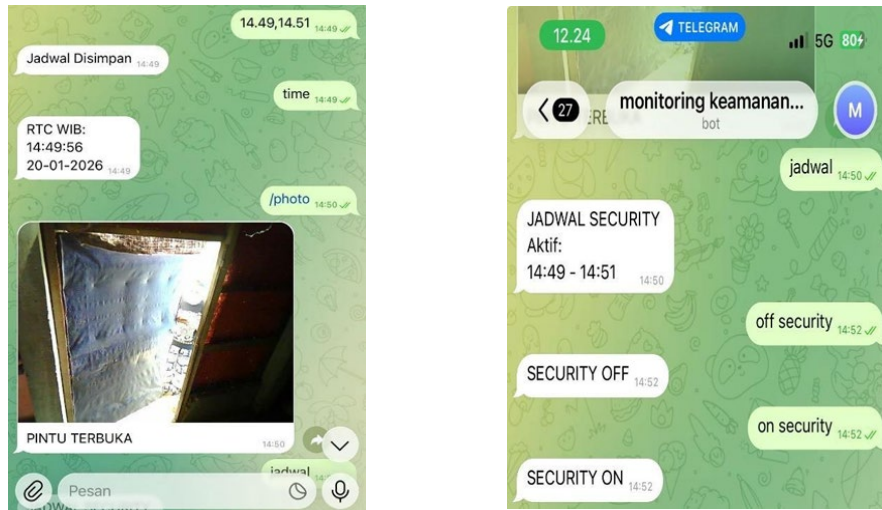 14.49,14.51 14:49
Jadwal Disimpan 14:49
time 14:49
RTC WIB:
14:49:56
20-01-2026 14:49
/photo 14:50
PINTU TERBUKA 14:50
jadwal
Pesan
12.24
TELEGRAM
5G 80
27
monitoring keamanan...
bot
M
jadwal 14:50
JADWAL SECURITY
Aktif:
14:49 - 14:51 14:50
off security 14:52
SECURITY OFF 14:52
on security 14:52
SECURITY ON 14:52